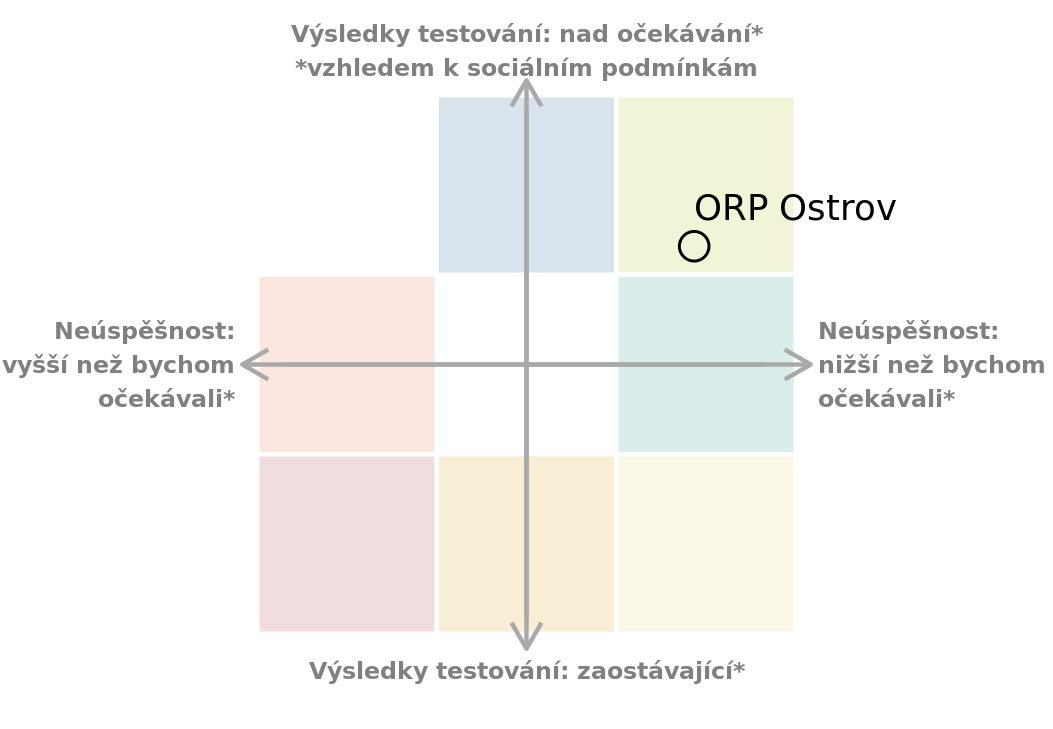 Výsledky testování: nad očekávání*
*vzhledem k sociálním podmínkám
ORP Ostrov
Neúspěšnost:
vyšší než bychom
očekávali*
Neúspěšnost:
nižší než bychom
očekávali*
Výsledky testování: zaostávající*